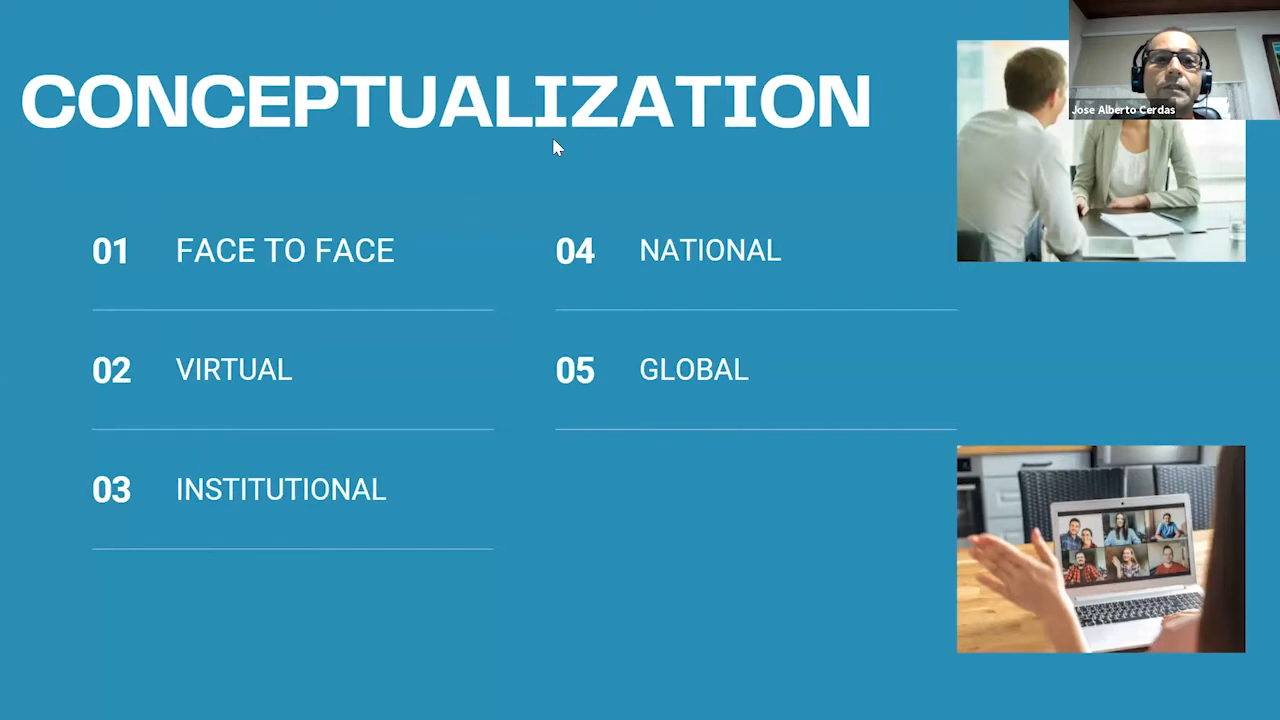 CONCEPTUALIZATION
Jose Alberto Cerdas
01 FACE TO FACE
02 VIRTUAL
03 INSTITUTIONAL
04 NATIONAL
05 GLOBAL